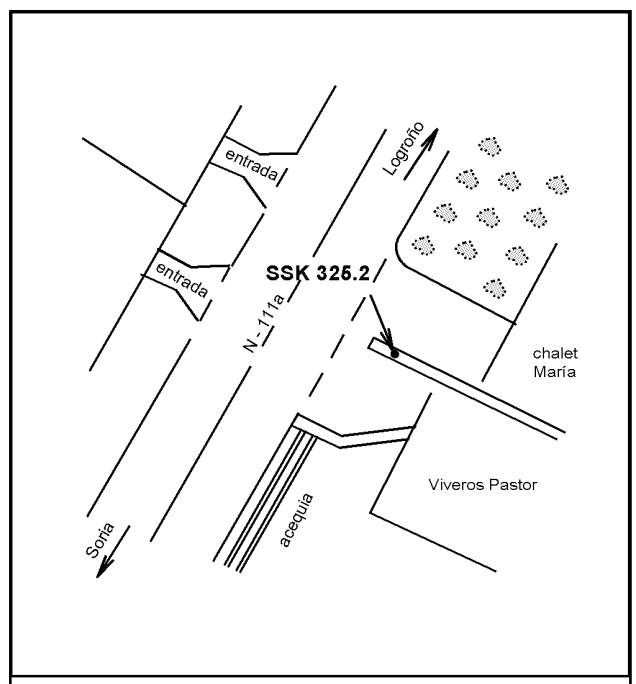 Logroño
entrada
entrada
SSK 325.2
N - 111a
chalet
María
Viveros Pastor
acequia
Soria